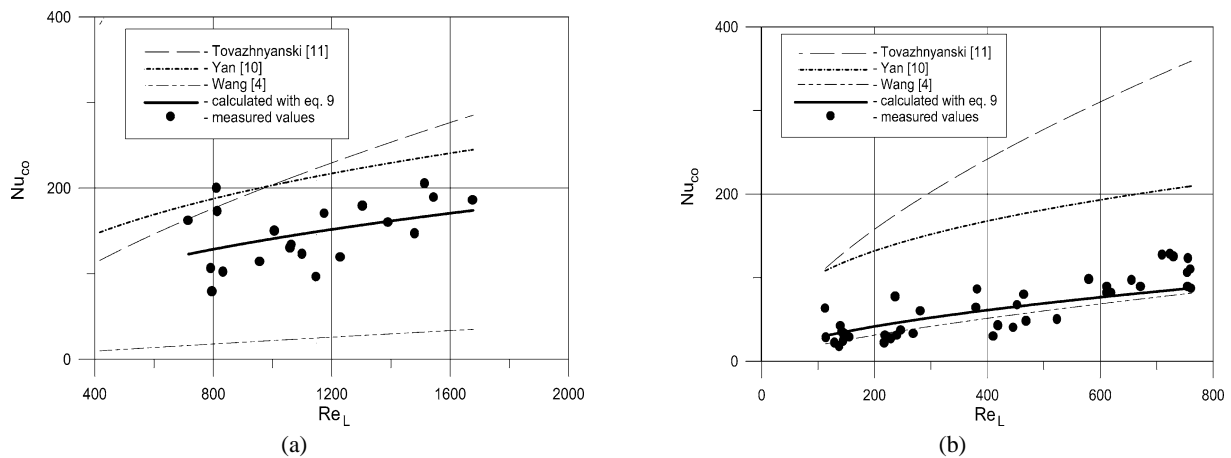 400
200
0
Nu_co
- Tovazhnyanski [11]
- Yan [10]
- Wang [4]
- calculated with eq. 9
- measured values
400 800 1200 1600 2000
Re_L
(a)
400
200
0
Nu_co
- Tovazhnyanski [11]
- Yan [10]
- Wang [4]
- calculated with eq. 9
- measured values
0 200 400 600 800
Re_L
(b)